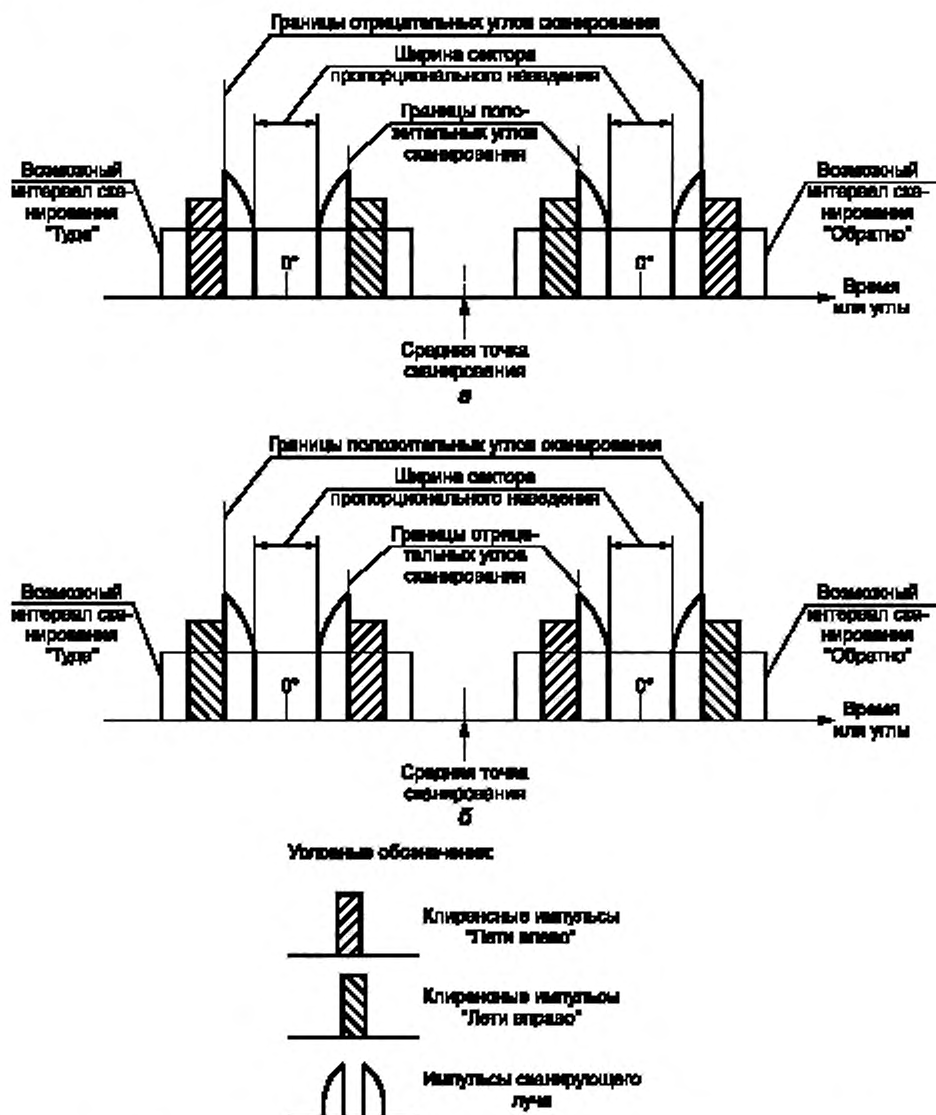 Границы отрицательных углов сканирования
Ширина сектора
пропорционального наведения
Границы поло-
жительных углов
сканирования
Возможный
интервал ска-
нирования
"Туда"
Возможный
интервал ска-
нирования
"Обратно"
0°
0°
Время
или углы
Средняя точка
сканирования
а
Границы положительных углов сканирования
Ширина сектора
пропорционального наведения
Границы отрица-
тельных углов
сканирования
Возможный
интервал ска-
нирования
"Туда"
Возможный
интервал ска-
нирования
"Обратно"
0°
0°
Время
или углы
Средняя точка
сканирования
б
Условные обозначения:
Клиренсные импульсы
"Лети влево"
Клиренсные импульсы
"Лети вправо"
Импульсы сканирующего
луча